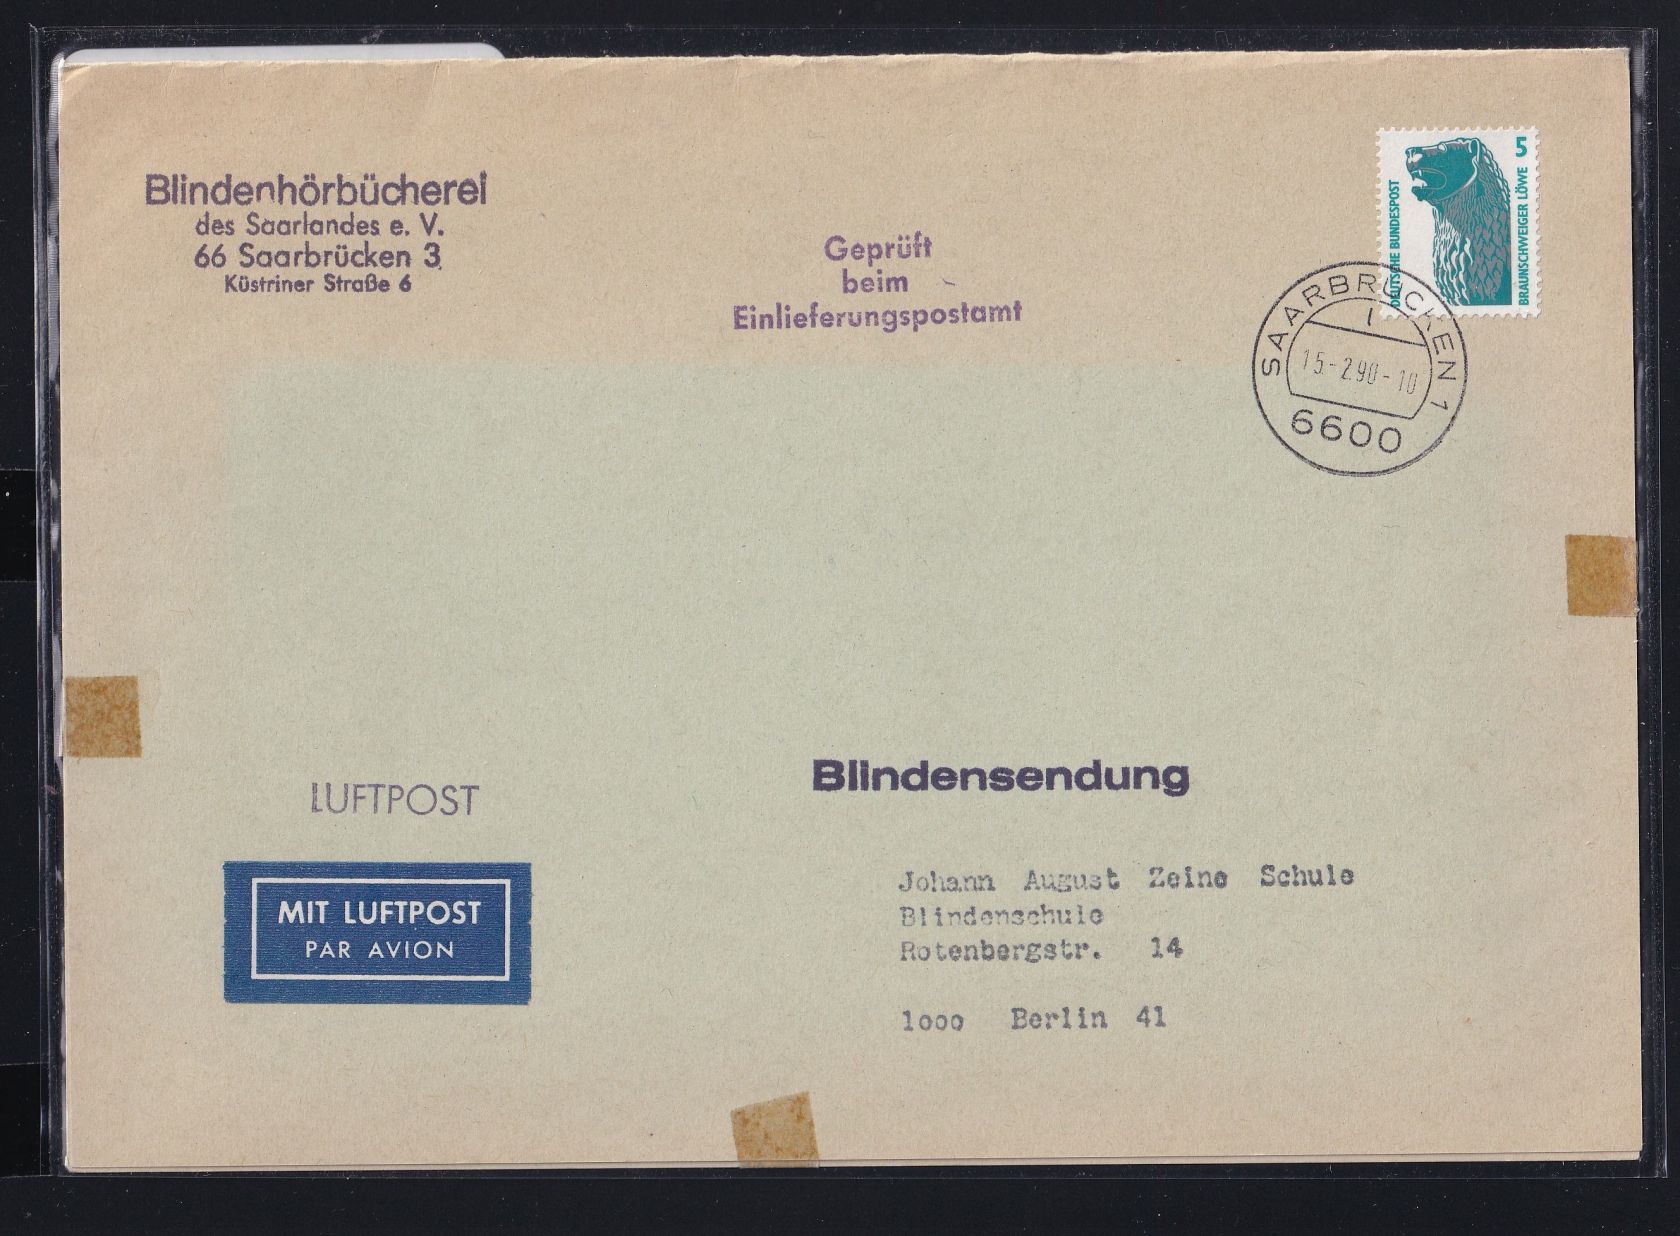 Blindenhörbücherei
des Saarlandes e. V.
66 Saarbrücken 3
Küstriner Straße 6
Geprüft
beim
Einlieferungspostamt
5
DEUTSCHE BUNDESPOST
BRAUNSCHWEIGER LÖWE
SAARBRÜCKEN 1
15.-2.90-10
6600
Blindensendung
LUFTPOST
MIT LUFTPOST
PAR AVION
Johann August Zeine Schule
Blindenschule
Rotenbergstr. 14
1000 Berlin 41